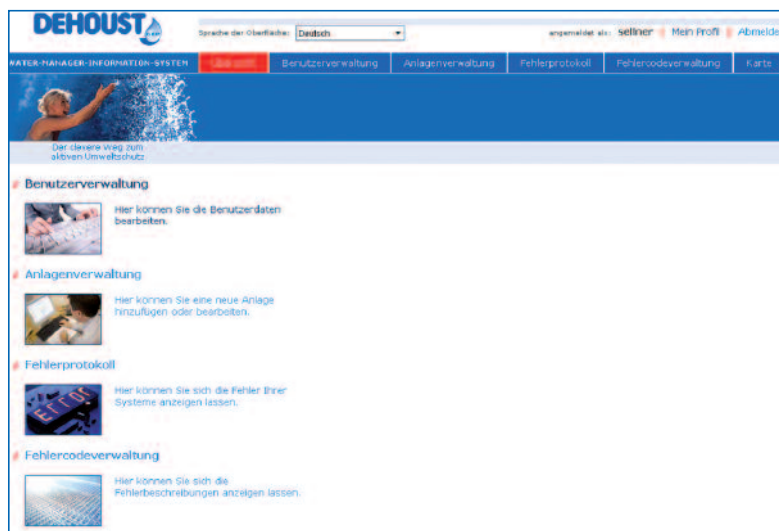 DEHOUST
Sprache der Oberfläche: Deutsch
angemeldet als: sellner Mein Profil Abmelde
WATER-MANAGER-INFORMATION-SYSTEM Benutzerverwaltung Anlagenverwaltung Fehlerprotokoll Fehlercodeverwaltung Karte
Der clevere Weg zum
aktiven Umweltschutz
Benutzerverwaltung
Hier können Sie die Benutzerdaten
bearbeiten.
Anlagenverwaltung
Hier können Sie eine neue Anlage
hinzufügen oder bearbeiten.
Fehlerprotokoll
Hier können Sie sich die Fehler Ihrer
Systeme anzeigen lassen.
ERROR
Fehlercodeverwaltung
Hier können Sie sich die
Fehlerbeschreibungen anzeigen lassen.